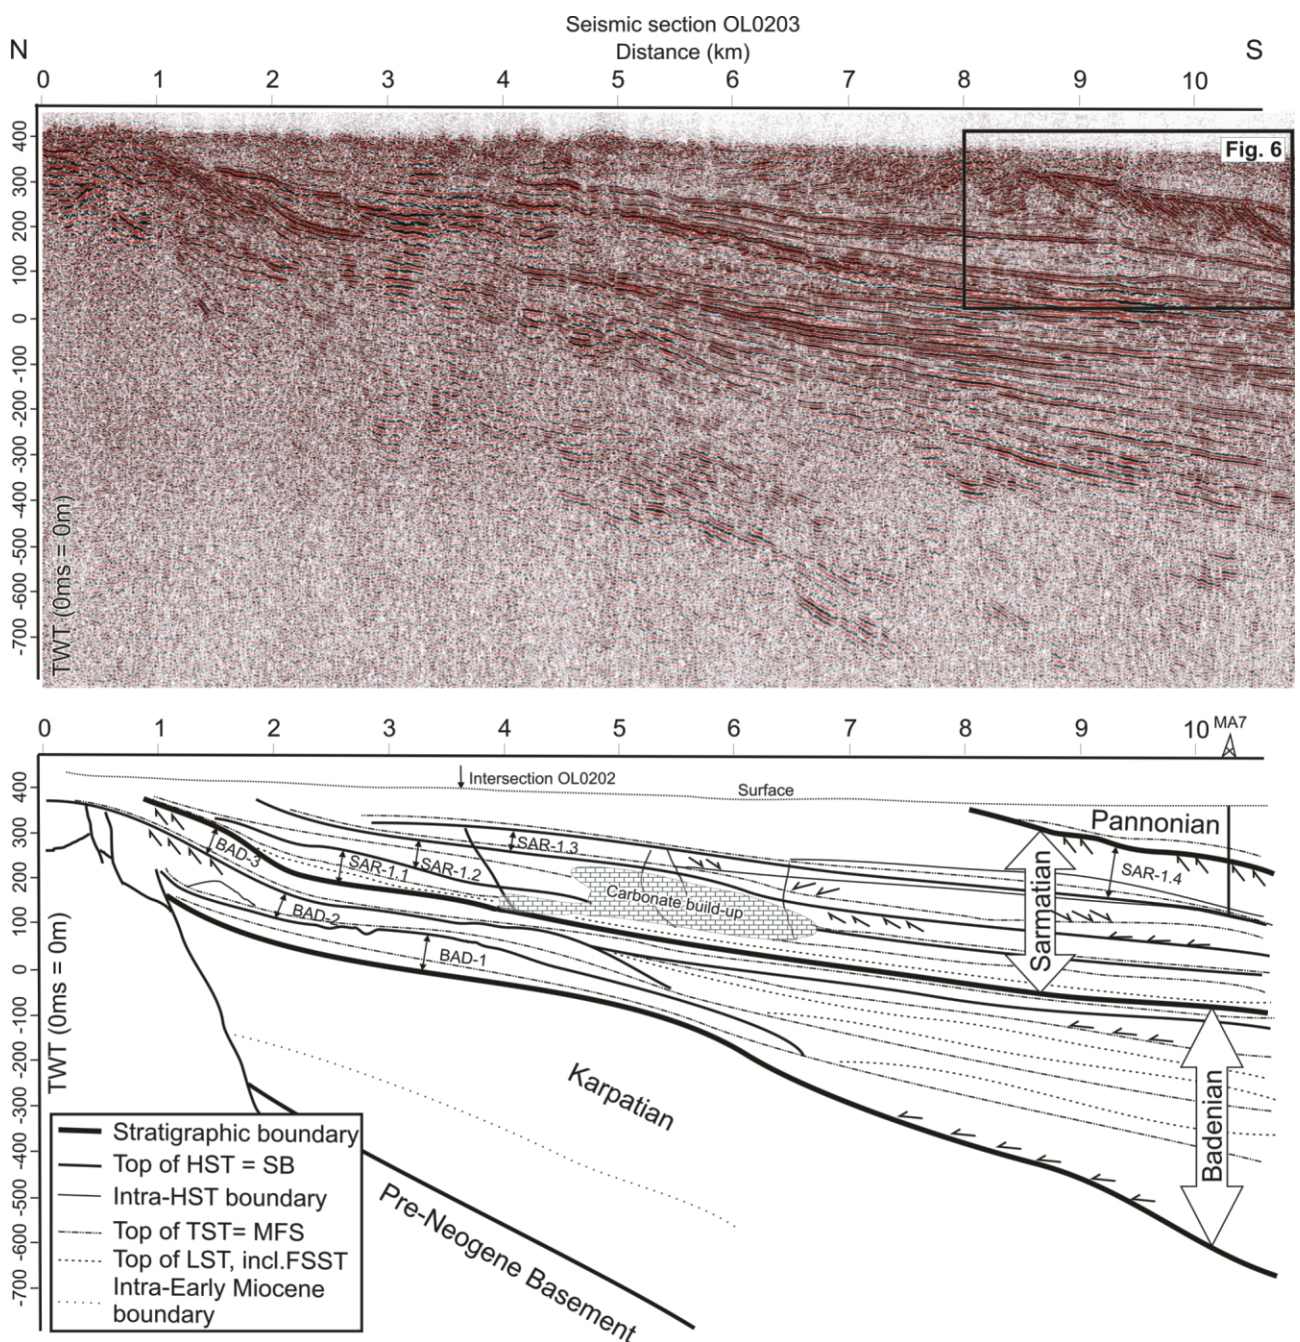 Seismic section OL0203
Distance (km)
N
S
0 1 2 3 4 5 6 7 8 9 10
400
300
200
100
0
-100
-200
-300
-400
-500
-600
-700
TWT (0ms = 0m)
Fig. 6
0 1 2 3 4 5 6 7 8 9 10 MA7
400
300
200
100
0
-100
-200
-300
-400
-500
-600
-700
TWT (0ms = 0m)
Intersection OL0202
Surface
Pannonian
BAD-3
SAR-1.1
SAR-1.2
SAR-1.3
SAR-1.4
Carbonate build-up
BAD-2
BAD-1
Sarmatian
Badenian
Karpatian
Pre-Neogene Basement
Stratigraphic boundary
Top of HST = SB
Intra-HST boundary
Top of TST= MFS
Top of LST, incl.FSST
Intra-Early Miocene
boundary